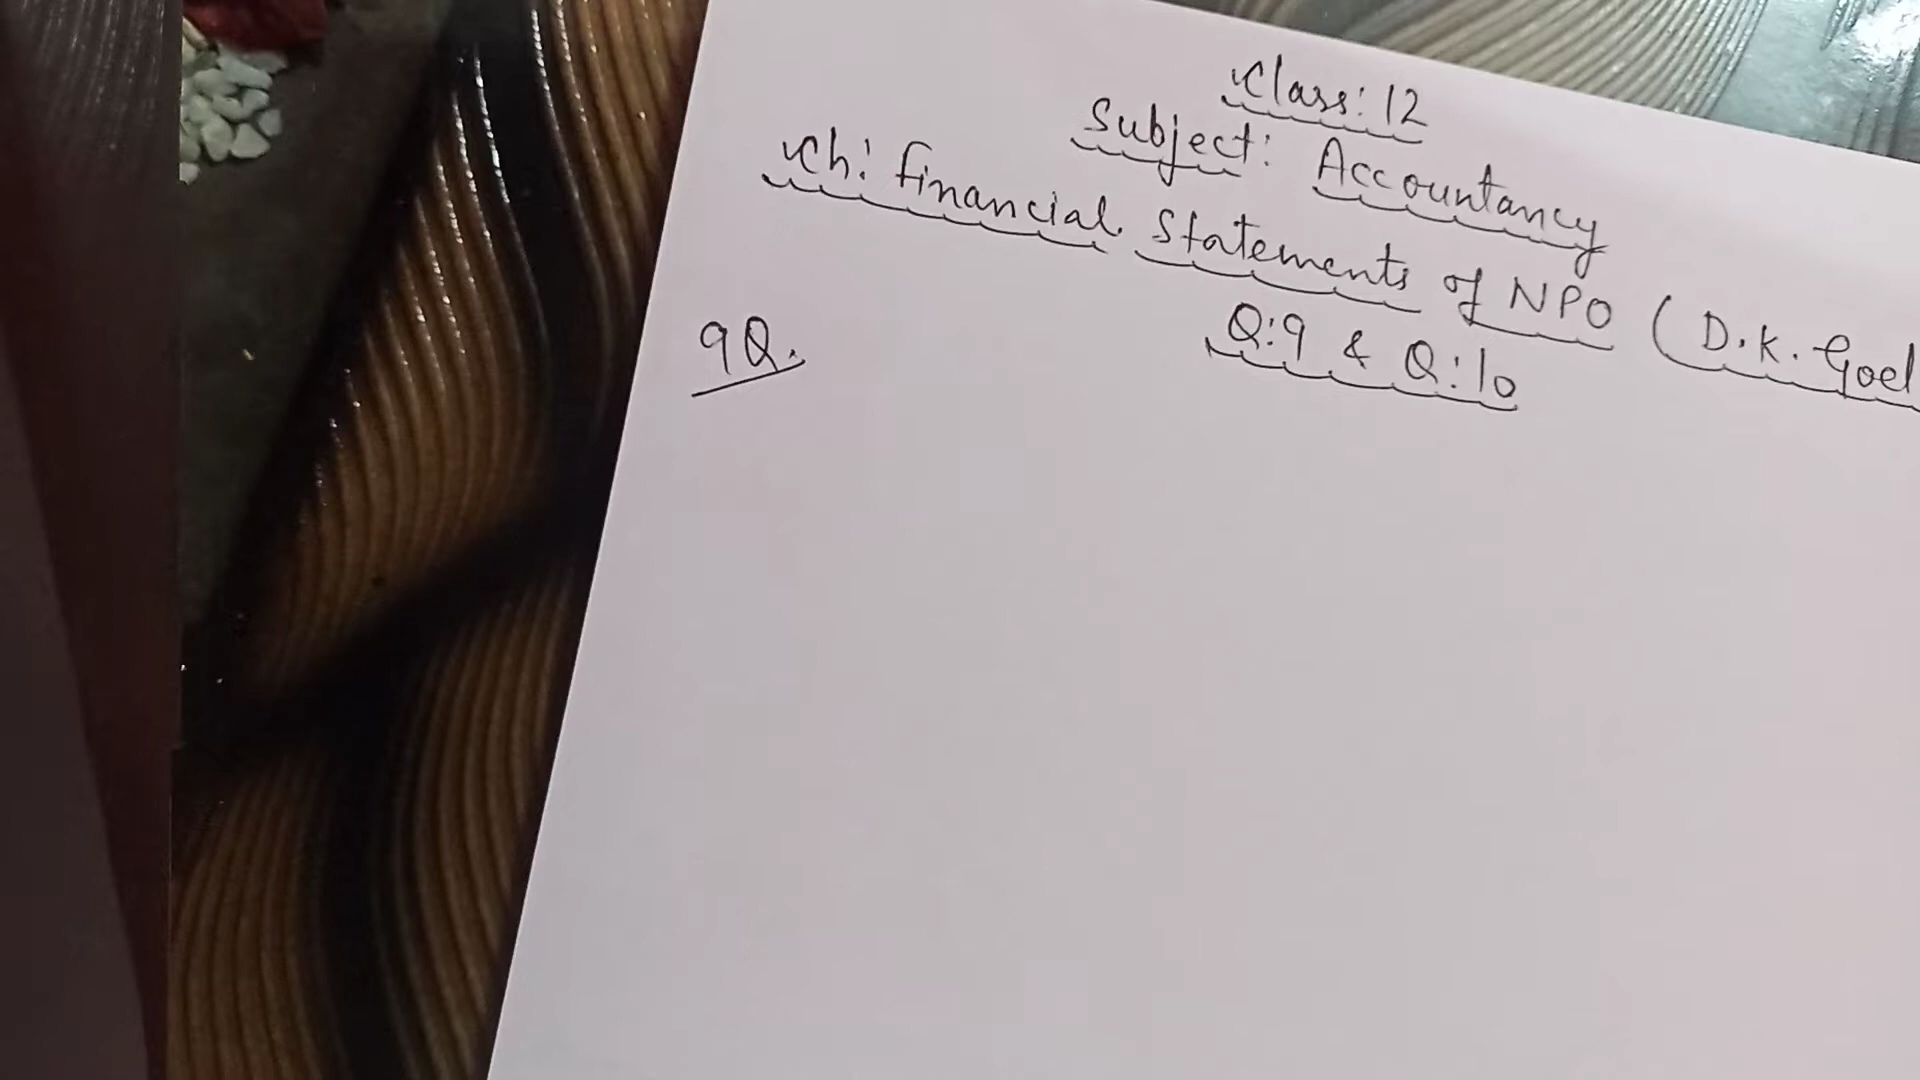 Class: 12
Subject: Accountancy
Ch: Financial Statements of NPO (D.K. Goel
Q:9 & Q:10
9Q.